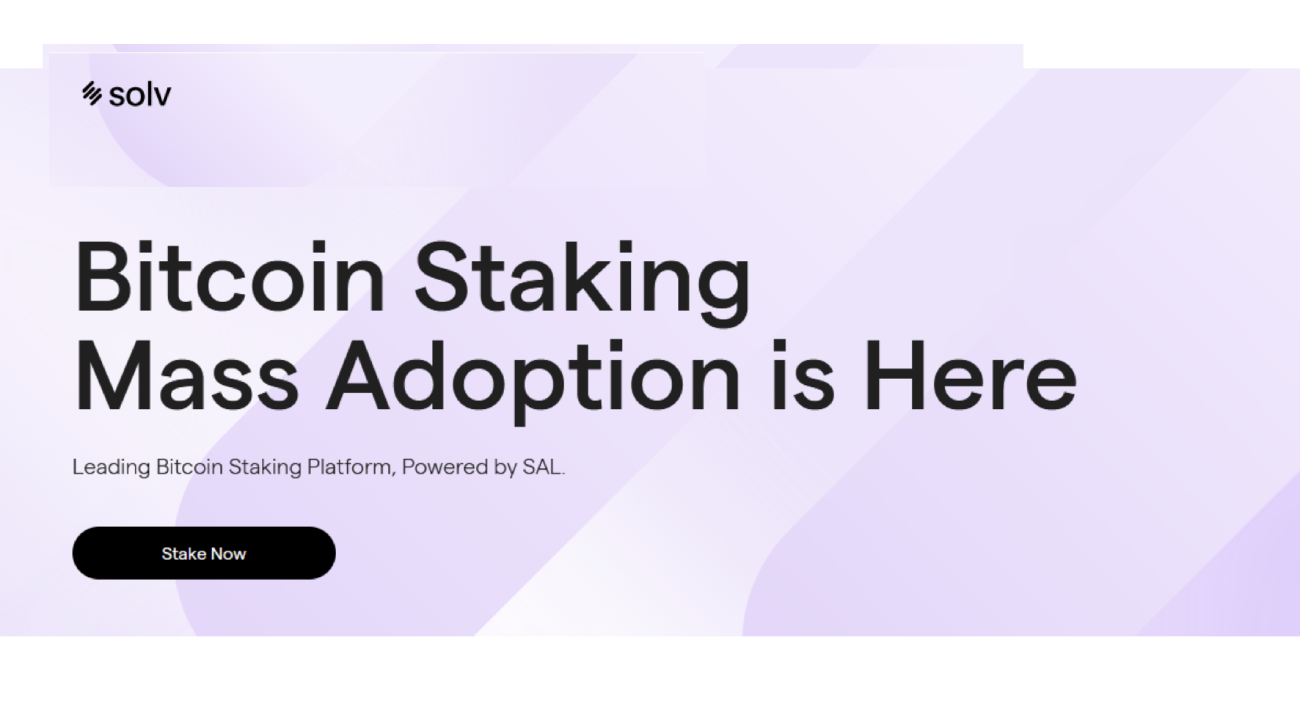 solv
Bitcoin Staking
Mass Adoption is Here
Leading Bitcoin Staking Platform, Powered by SAL.
Stake Now